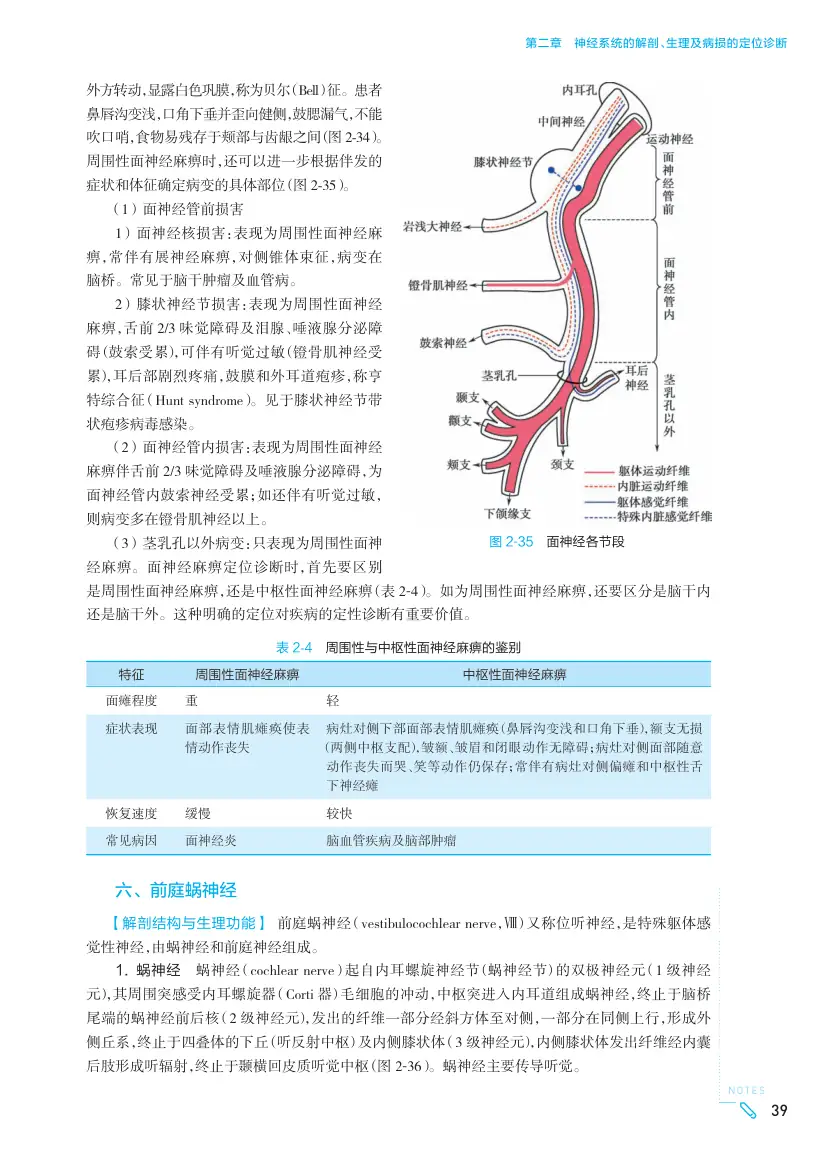 第二章　神经系统的解剖、生理及病损的定位诊断
外方转动,显露白色巩膜,称为贝尔(Bell)征。患者
鼻唇沟变浅,口角下垂并歪向健侧,鼓腮漏气,不能
吹口哨,食物易残存于颊部与齿龈之间(图 2-34)。
周围性面神经麻痹时,还可以进一步根据伴发的
症状和体征确定病变的具体部位(图 2-35)。
(1)面神经管前损害
1)面神经核损害:表现为周围性面神经麻
痹,常伴有展神经麻痹,对侧锥体束征,病变在
脑桥。常见于脑干肿瘤及血管病。
2)膝状神经节损害:表现为周围性面神经
麻痹,舌前 2/3 味觉障碍及泪腺、唾液腺分泌障
碍(鼓索受累),可伴有听觉过敏(镫骨肌神经受
累),耳后部剧烈疼痛,鼓膜和外耳道疱疹,称亨
特综合征(Hunt syndrome)。见于膝状神经节带
状疱疹病毒感染。
(2)面神经管内损害:表现为周围性面神经
麻痹伴舌前 2/3 味觉障碍及唾液腺分泌障碍,为
面神经管内鼓索神经受累;如还伴有听觉过敏,
则病变多在镫骨肌神经以上。
(3)茎乳孔以外病变:只表现为周围性面神
经麻痹。面神经麻痹定位诊断时,首先要区别
是周围性面神经麻痹,还是中枢性面神经麻痹(表 2-4)。如为周围性面神经麻痹,还要区分是脑干内
还是脑干外。这种明确的定位对疾病的定性诊断有重要价值。
内耳孔
中间神经
运动神经
膝状神经节
面神经管前
岩浅大神经
面神经管内
镫骨肌神经
鼓索神经
茎乳孔
耳后
神经
茎乳孔以外
颞支
颧支
颊支
颈支
下颌缘支
躯体运动纤维
内脏运动纤维
躯体感觉纤维
特殊内脏感觉纤维
图 2-35　面神经各节段
表 2-4　周围性与中枢性面神经麻痹的鉴别
特征　周围性面神经麻痹　中枢性面神经麻痹
面瘫程度　重　轻
症状表现　面部表情肌瘫痪使表　病灶对侧下部面部表情肌瘫痪(鼻唇沟变浅和口角下垂),额支无损
情动作丧失　(两侧中枢支配),皱额、皱眉和闭眼动作无障碍;病灶对侧面部随意
动作丧失而哭、笑等动作仍保存;常伴有病灶对侧偏瘫和中枢性舌
下神经瘫
恢复速度　缓慢　较快
常见病因　面神经炎　脑血管疾病及脑部肿瘤
六、前庭蜗神经
【解剖结构与生理功能】 前庭蜗神经(vestibulocochlear nerve,Ⅷ)又称位听神经,是特殊躯体感
觉性神经,由蜗神经和前庭神经组成。
1. 蜗神经　蜗神经(cochlear nerve)起自内耳螺旋神经节(蜗神经节)的双极神经元(1 级神经
元),其周围突感受内耳螺旋器(Corti 器)毛细胞的冲动,中枢突进入内耳道组成蜗神经,终止于脑桥
尾端的蜗神经前后核(2 级神经元),发出的纤维一部分经斜方体至对侧,一部分在同侧上行,形成外
侧丘系,终止于四叠体的下丘(听反射中枢)及内侧膝状体(3 级神经元),内侧膝状体发出纤维经内囊
后肢形成听辐射,终止于颞横回皮质听觉中枢(图 2-36)。蜗神经主要传导听觉。
NOTES
39